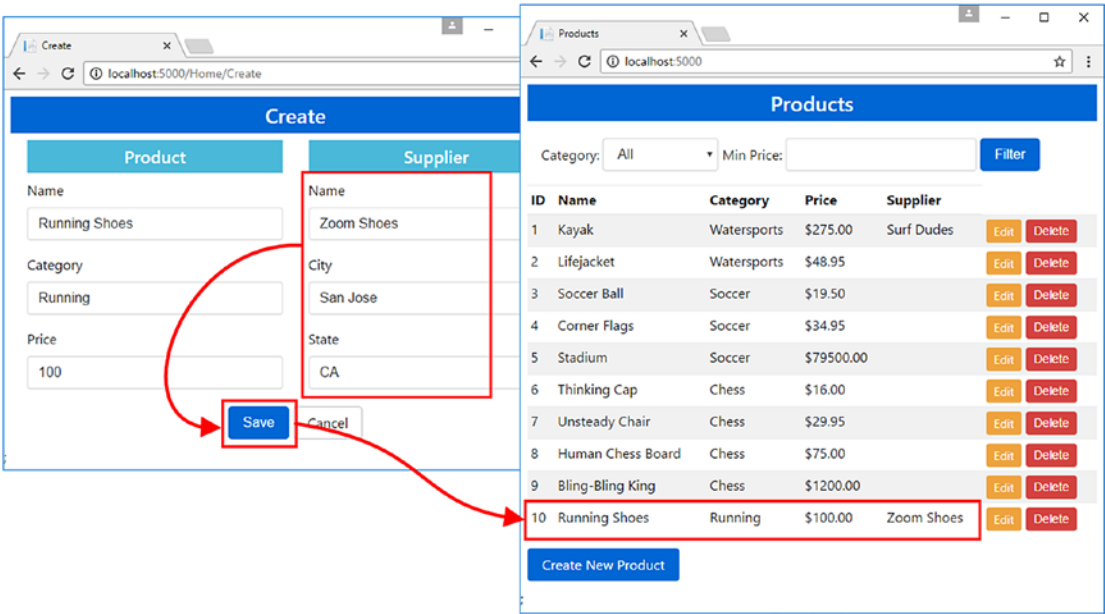 Create
localhost:5000/Home/Create
Create
Product Supplier
Name Name
Running Shoes Zoom Shoes
Category City
Running San Jose
Price State
100 CA
Save Cancel
Products
localhost:5000
Products
Category: All Min Price: Filter
ID Name Category Price Supplier
1 Kayak Watersports $275.00 Surf Dudes Edit Delete
2 Lifejacket Watersports $48.95 Edit Delete
3 Soccer Ball Soccer $19.50 Edit Delete
4 Corner Flags Soccer $34.95 Edit Delete
5 Stadium Soccer $79500.00 Edit Delete
6 Thinking Cap Chess $16.00 Edit Delete
7 Unsteady Chair Chess $29.95 Edit Delete
8 Human Chess Board Chess $75.00 Edit Delete
9 Bling-Bling King Chess $1200.00 Edit Delete
10 Running Shoes Running $100.00 Zoom Shoes Edit Delete
Create New Product